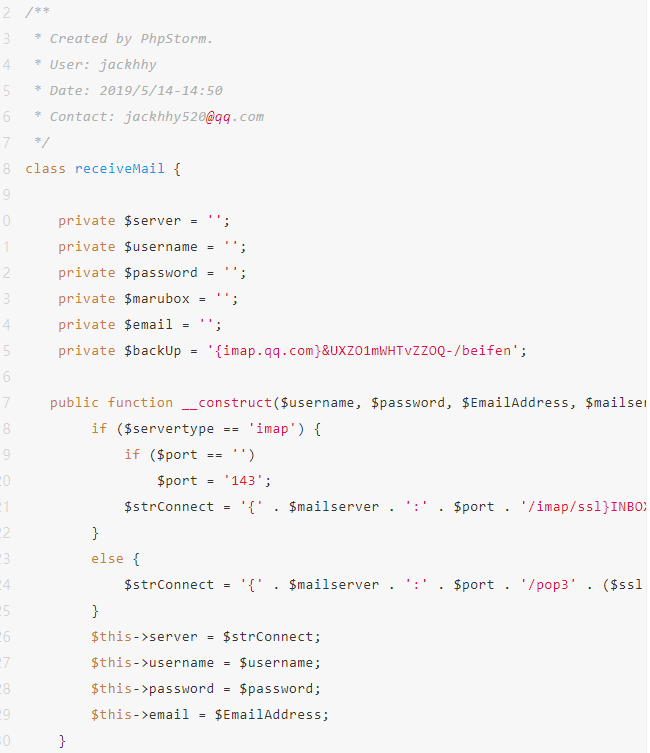 2 /**
3  * Created by PhpStorm.
4  * User: jackhhy
5  * Date: 2019/5/14-14:50
6  * Contact: jackhhy520@qq.com
7  */
8 class receiveMail {
9
0     private $server = '';
1     private $username = '';
2     private $password = '';
3     private $marubox = '';
4     private $email = '';
5     private $backUp = '{imap.qq.com}&UXZO1mWHTvZZOQ-/beifen';
6
7    public function __construct($username, $password, $EmailAddress, $mailser
8         if ($servertype == 'imap') {
9             if ($port == '')
20                 $port = '143';
21             $strConnect = '{' . $mailserver . ':' . $port . '/imap/ssl}INBOX
22         }
23         else {
24             $strConnect = '{' . $mailserver . ':' . $port . '/pop3' . ($ssl
25         }
26         $this->server = $strConnect;
27         $this->username = $username;
28         $this->password = $password;
29         $this->email = $EmailAddress;
30     }